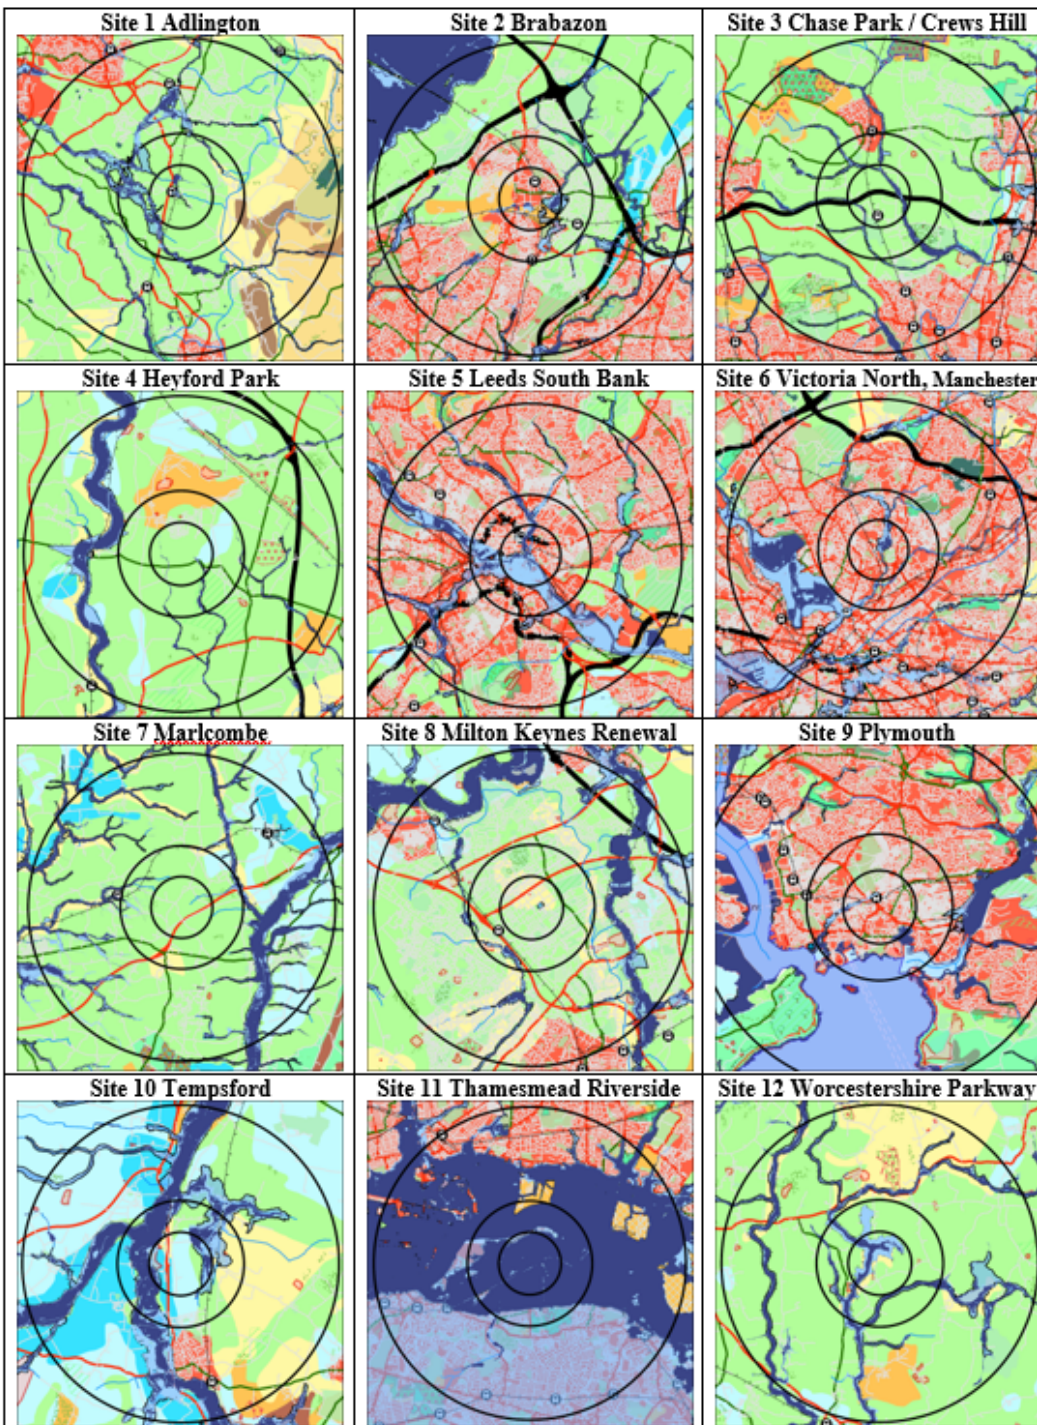 Site 1 Adlington
Site 2 Brabazon
Site 3 Chase Park / Crews Hill
Site 4 Heyford Park
Site 5 Leeds South Bank
Site 6 Victoria North, Manchester
Site 7 Marlcombe
Site 8 Milton Keynes Renewal
Site 9 Plymouth
Site 10 Tempsford
Site 11 Thamesmead Riverside
Site 12 Worcestershire Parkway